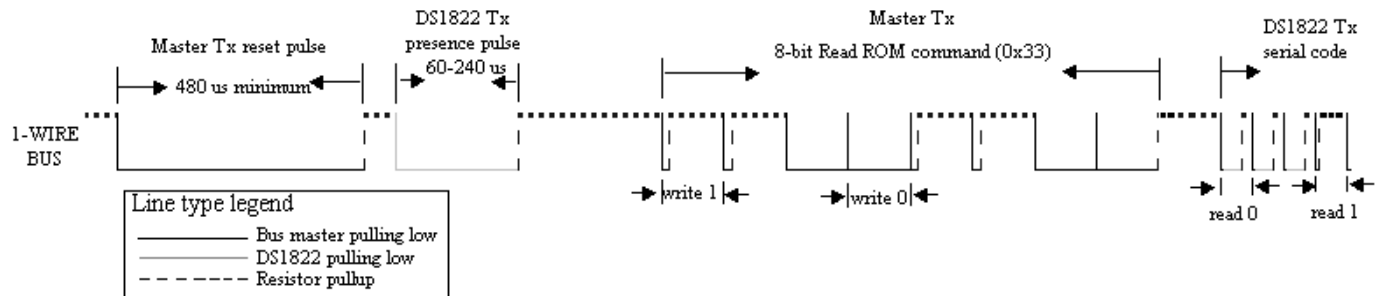 Master Tx reset pulse
480 us minimum
DS1822 Tx
presence pulse
60-240 us
Master Tx
8-bit Read ROM command (0x33)
DS1822 Tx
serial code
1-WIRE
BUS
write 1
write 0
read 0
read 1
Line type legend
Bus master pulling low
DS1822 pulling low
Resistor pullup